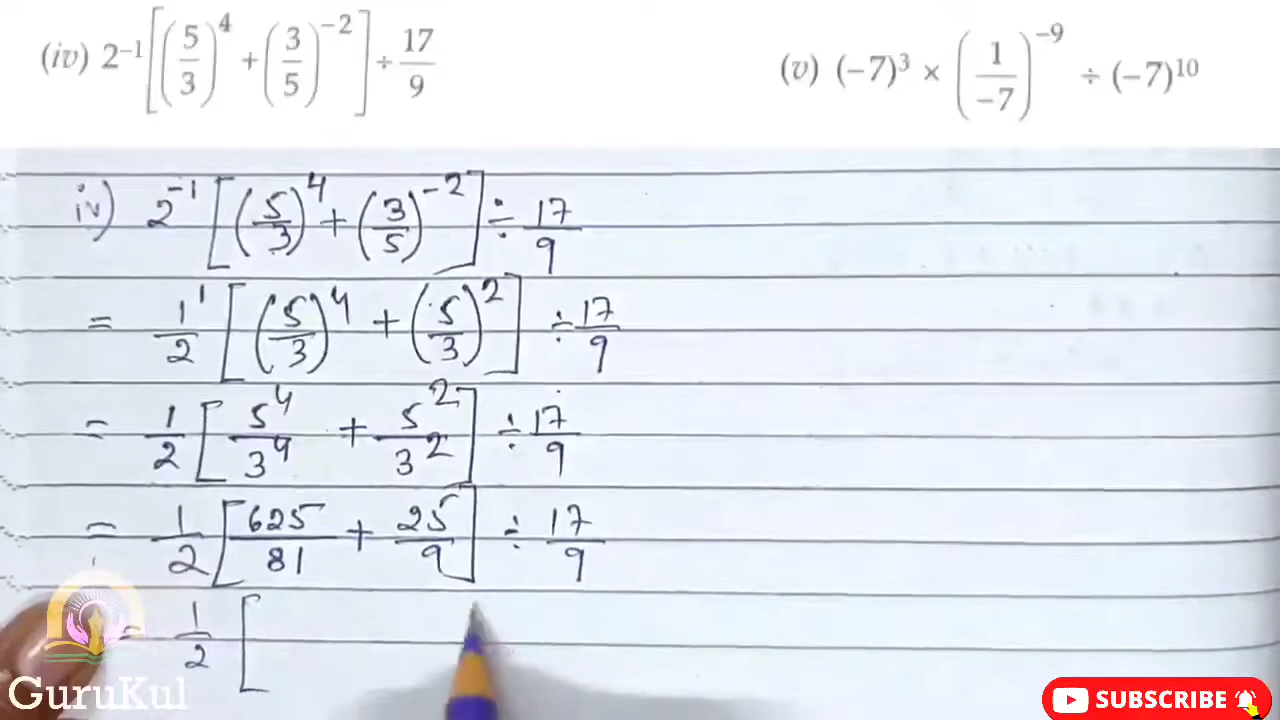 (iv) 2⁻¹[(5/3)⁴ + (3/5)⁻²] ÷ 17/9
(v) (−7)³ × (1/−7)⁻⁹ ÷ (−7)¹⁰
iv) 2⁻¹ [(5/3)⁴ + (3/5)⁻²] ÷ 17/9
= 1¹/2 [(5/3)⁴ + (5/3)²] ÷ 17/9
= 1/2 [5⁴/3⁴ + 5²/3²] ÷ 17/9
= 1/2 [625/81 + 25/9] ÷ 17/9
= 1/2 [
GuruKul
SUBSCRIBE